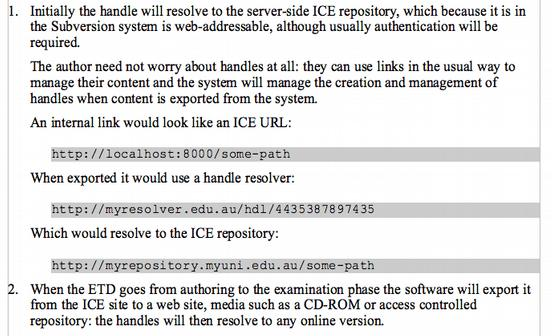 1. Initially the handle will resolve to the server-side ICE repository, which because it is in
the Subversion system is web-addressable, although usually authentication will be
required.
The author need not worry about handles at all: they can use links in the usual way to
manage their content and the system will manage the creation and management of
handles when content is exported from the system.
An internal link would look like an ICE URL:
http://localhost:8000/some-path
When exported it would use a handle resolver:
http://myresolver.edu.au/hdl/4435387897435
Which would resolve to the ICE repository:
http://myrepository.myuni.edu.au/some-path
2. When the ETD goes from authoring to the examination phase the software will export it
from the ICE site to a web site, media such as a CD-ROM or access controlled
repository: the handles will then resolve to any online version.